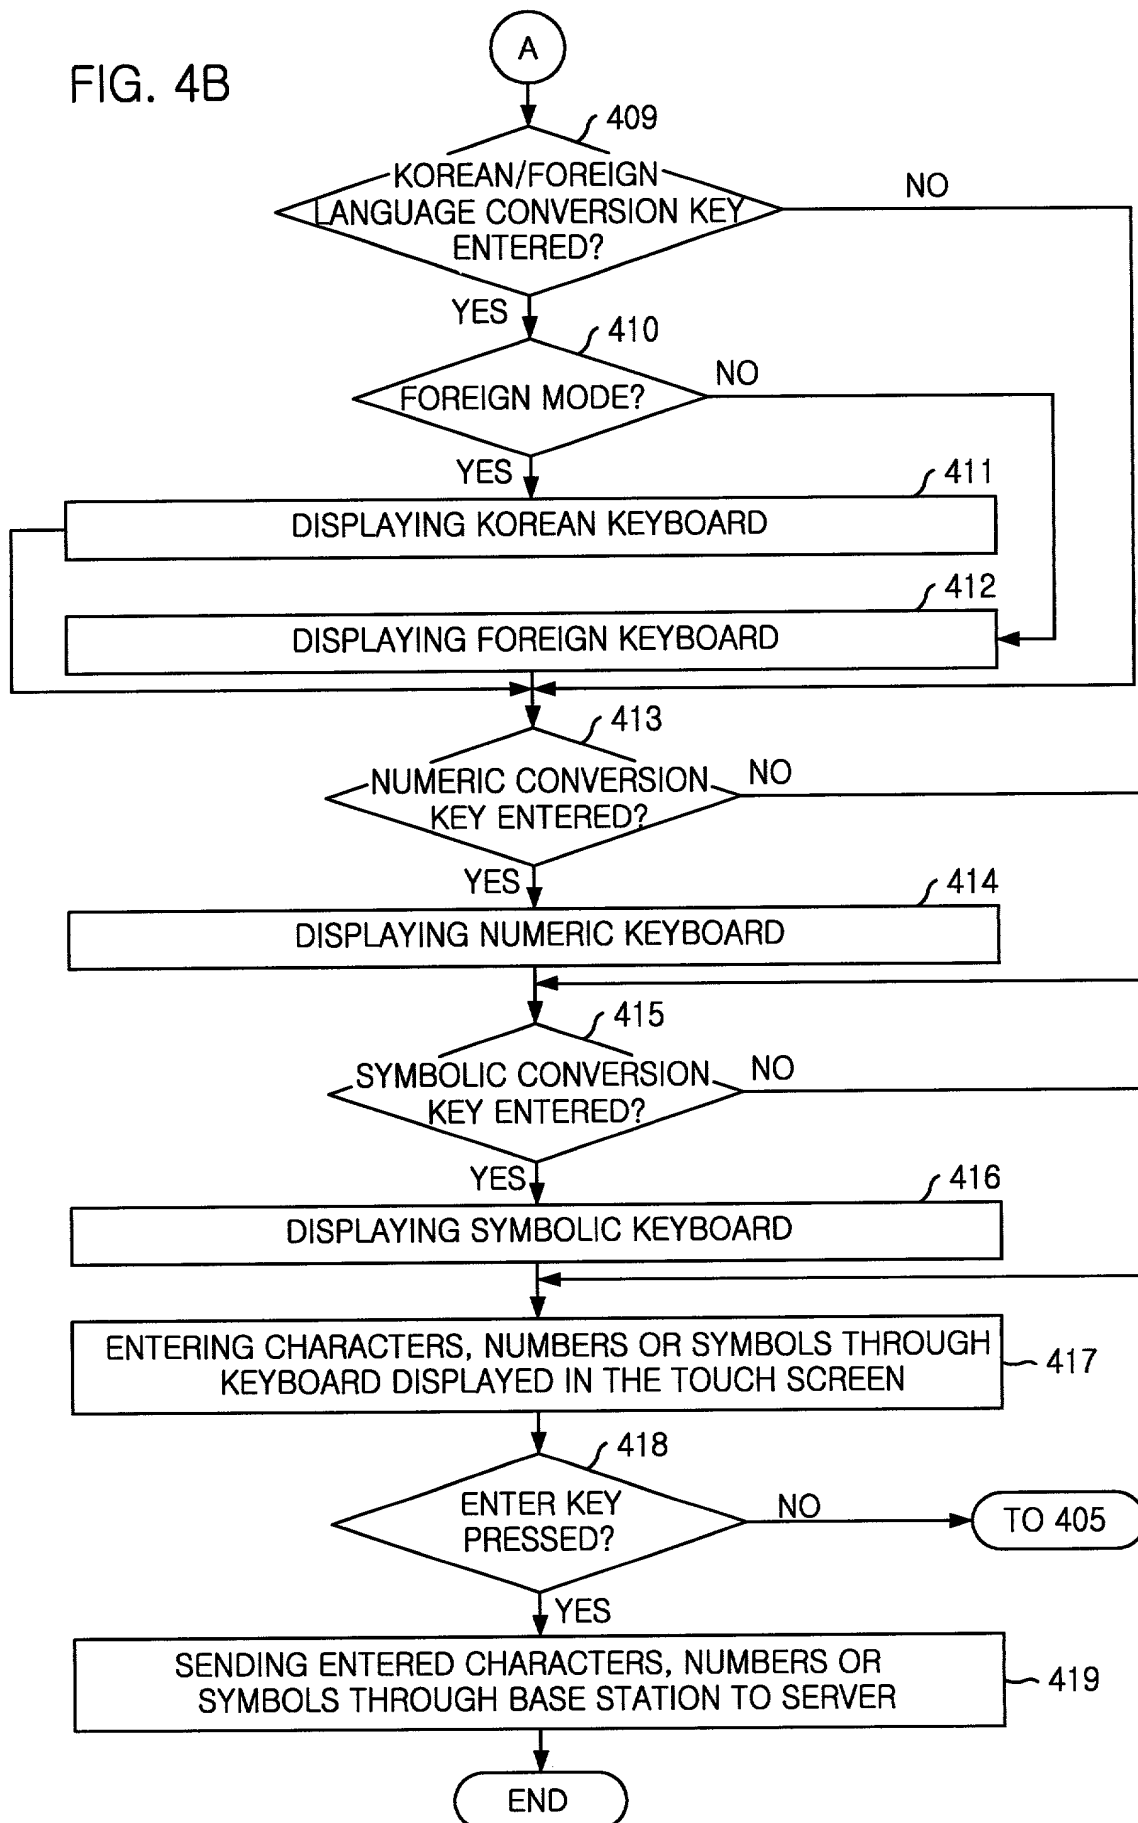 A
FIG. 4B
409
KOREAN/FOREIGN
LANGUAGE CONVERSION KEY
ENTERED?
NO
YES
410
FOREIGN MODE?
NO
YES
411
DISPLAYING KOREAN KEYBOARD
412
DISPLAYING FOREIGN KEYBOARD
413
NUMERIC CONVERSION
KEY ENTERED?
NO
YES
414
DISPLAYING NUMERIC KEYBOARD
415
SYMBOLIC CONVERSION
KEY ENTERED?
NO
YES
416
DISPLAYING SYMBOLIC KEYBOARD
ENTERING CHARACTERS, NUMBERS OR SYMBOLS THROUGH
KEYBOARD DISPLAYED IN THE TOUCH SCREEN
417
418
ENTER KEY
PRESSED?
NO
TO 405
YES
SENDING ENTERED CHARACTERS, NUMBERS OR
SYMBOLS THROUGH BASE STATION TO SERVER
419
END